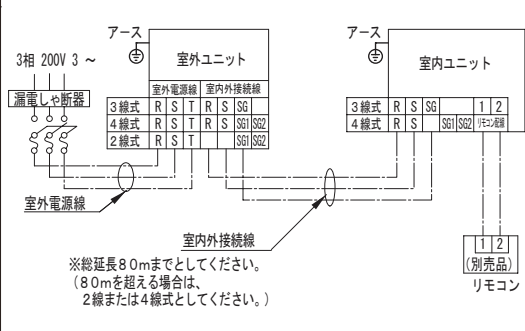 アース
3相 200V 3 ～
漏電しゃ断器
室外ユニット
室外電源線 室内外接続線
3線式 R S T R S SG
4線式 R S T R S SG1 SG2
2線式 R S T SG1 SG2
室外電源線
アース
室内ユニット
3線式 R S SG 1 2
4線式 R S SG1 SG2 リモコン配線
室内外接続線
※総延長80mまでとしてください。
(80mを超える場合は、
2線または4線式としてください。)
1 2
(別売品)
リモコン